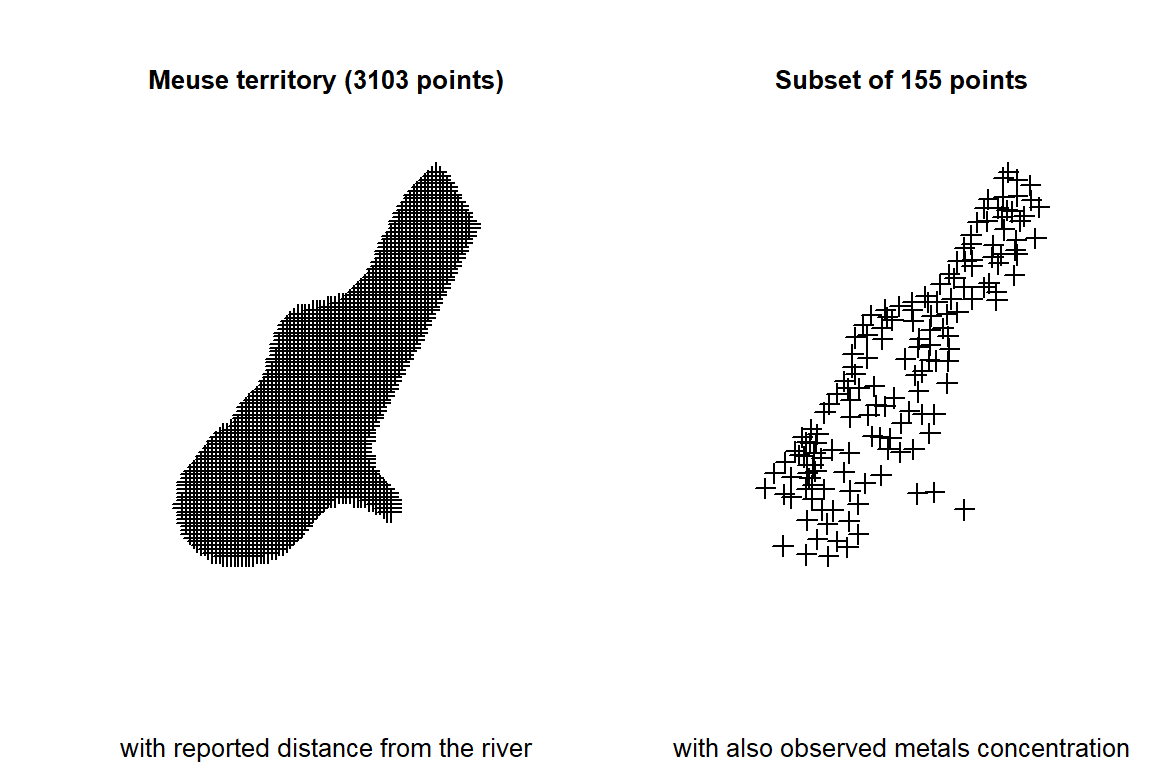 Meuse territory (3103 points)
Subset of 155 points
with reported distance from the river
with also observed metals concentration